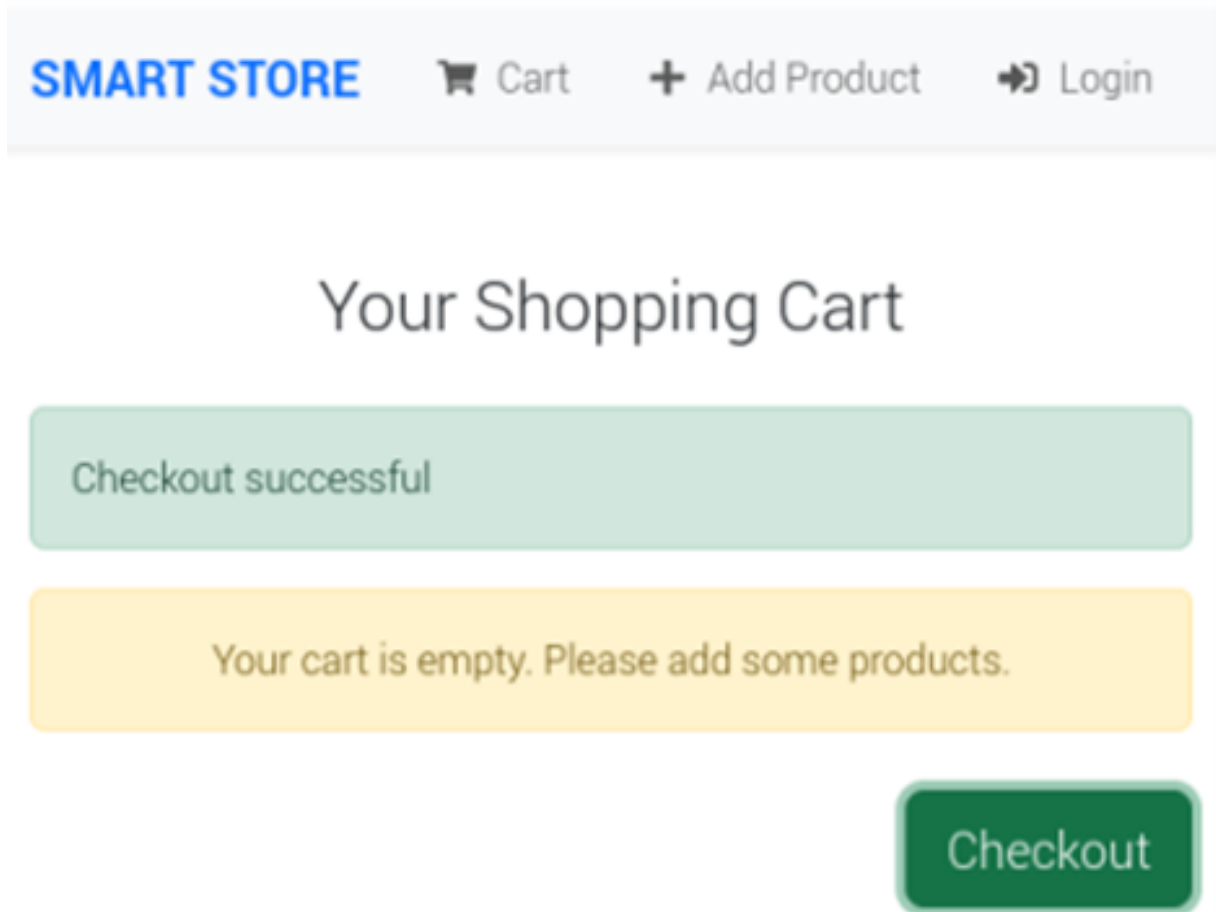 SMART STORE Cart Add Product Login
Your Shopping Cart
Checkout successful
Your cart is empty. Please add some products.
Checkout